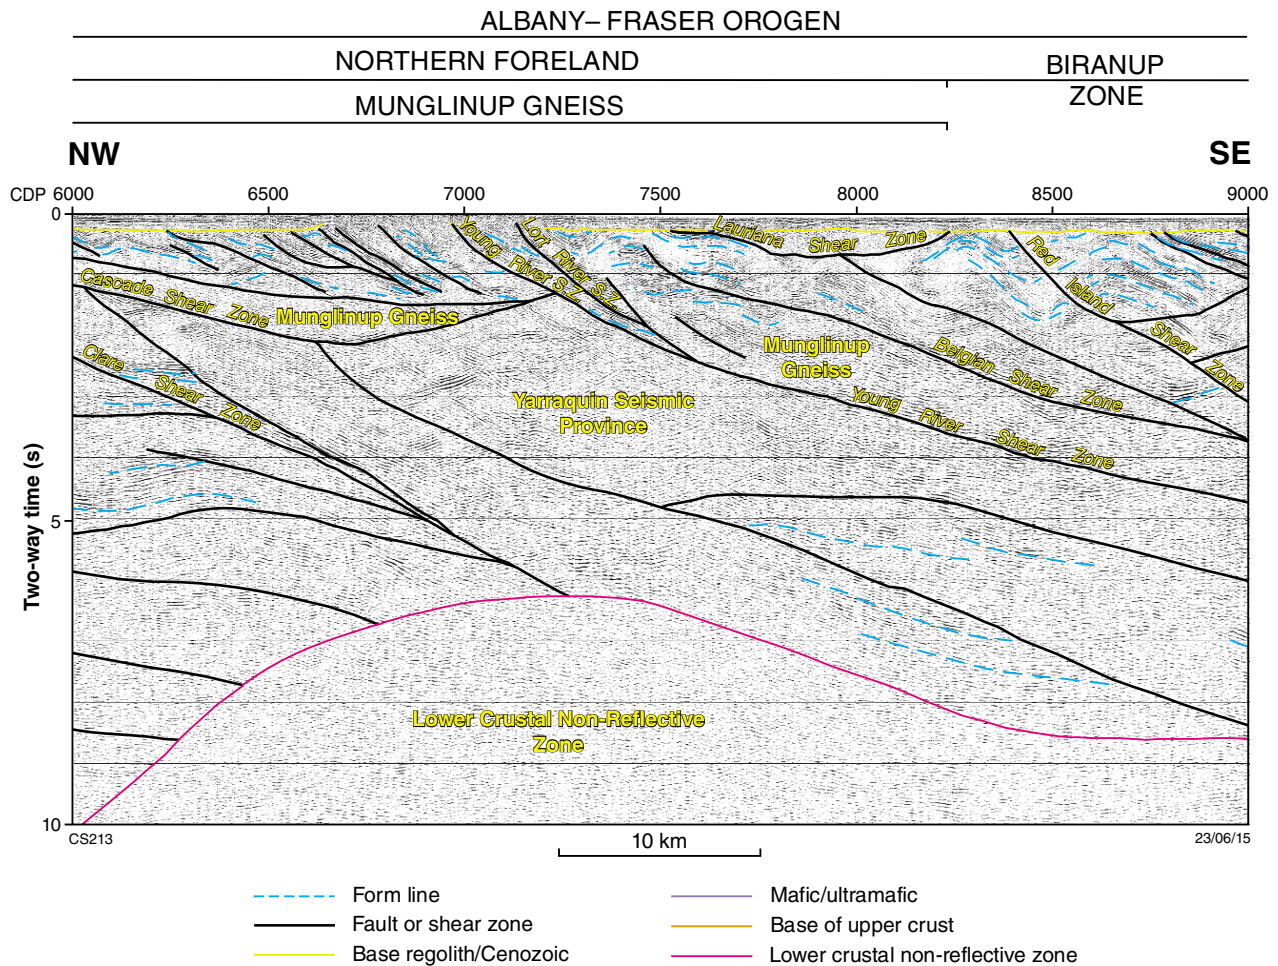 ALBANY– FRASER OROGEN
NORTHERN FORELAND
BIRANUP
ZONE
MUNGLINUP GNEISS
NW
SE
CDP 6000 6500 7000 7500 8000 8500 9000
0
Young River S.Z.
Lort River S.Z.
Lauriana Shear Zone
Red Island Shear Zone
Cascade Shear Zone
Munglinup Gneiss
Munglinup
Gneiss
Belgian Shear Zone
Clare Shear Zone
Yarraquin Seismic
Province
Young River Shear Zone
Two-way time (s)
5
Lower Crustal Non-Reflective
Zone
10
CS213
10 km
23/06/15
Form line
Mafic/ultramafic
Fault or shear zone
Base of upper crust
Base regolith/Cenozoic
Lower crustal non-reflective zone